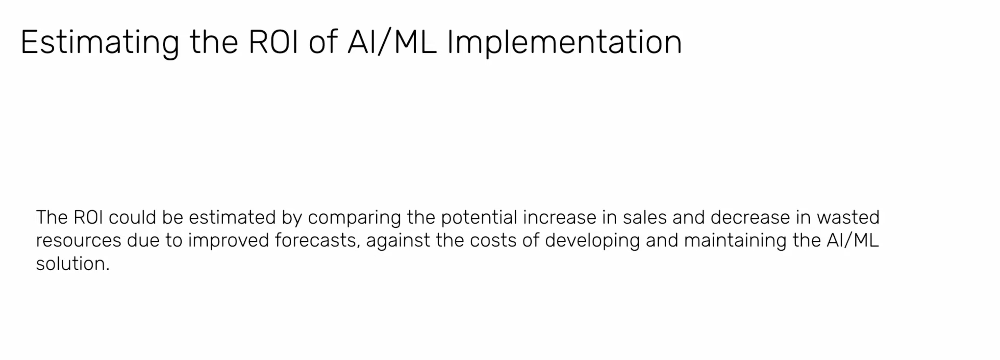 Estimating the ROI of AI/ML Implementation
The ROI could be estimated by comparing the potential increase in sales and decrease in wasted
resources due to improved forecasts, against the costs of developing and maintaining the AI/ML
solution.